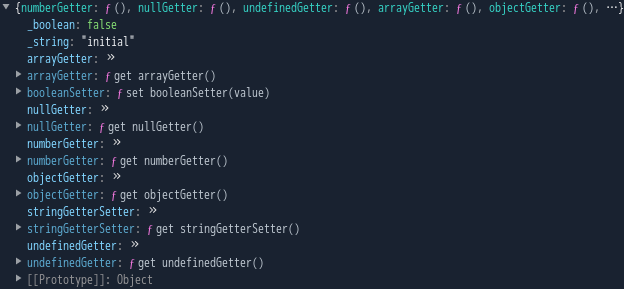 {numberGetter: ƒ (), nullGetter: ƒ (), undefinedGetter: ƒ (), arrayGetter: ƒ (), objectGetter: ƒ (), …}
_boolean: false
_string: "initial"
arrayGetter: »
arrayGetter: ƒ get arrayGetter()
booleanSetter: ƒ set booleanSetter(value)
nullGetter: »
nullGetter: ƒ get nullGetter()
numberGetter: »
numberGetter: ƒ get numberGetter()
objectGetter: »
objectGetter: ƒ get objectGetter()
stringGetterSetter: »
stringGetterSetter: ƒ get stringGetterSetter()
undefinedGetter: »
undefinedGetter: ƒ get undefinedGetter()
[[Prototype]]: Object